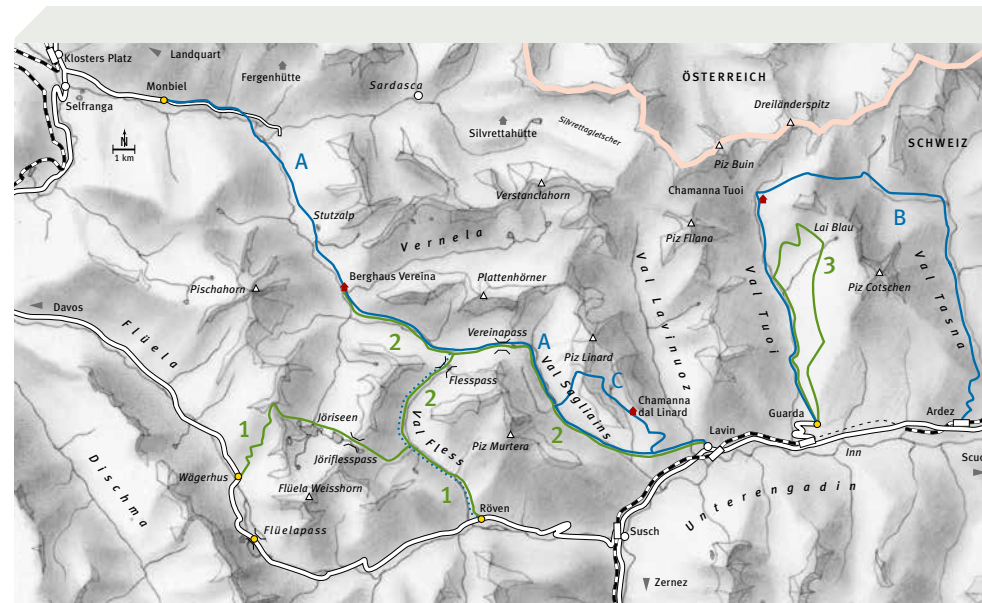 Klosters Platz
Landquart
Monbiel
Fergenhütte
Sardasca
ÖSTERREICH
Selfranga
Dreiländerspitz
N
1 km
A
Silvrettahütte
Silvrettagletscher
SCHWEIZ
Piz Buin
Verstanclahorn
Chamanna Tuoi
B
Stutzalp
Vernela
Piz Fliana
Lai Blau
3
Berghaus Vereina
Plattenhörner
Piz Cotschen
Pischahorn
Val Lavinuoz
Val Tuoi
Val Tasna
Davos
Flüela
Vereinapass
A
2
Piz Linard
Flesspass
C
Val Sagliains
Chamanna
dal Linard
2
Jöriseen
Val Fless
Guarda
Ardez
1
2
Lavin
Piz Murtera
Jöriflesspass
Inn
Scuo
Dischma
Wägerhus
Flüela Weisshorn
1
Unterengadin
Röven
Flüelapass
Susch
Zernez